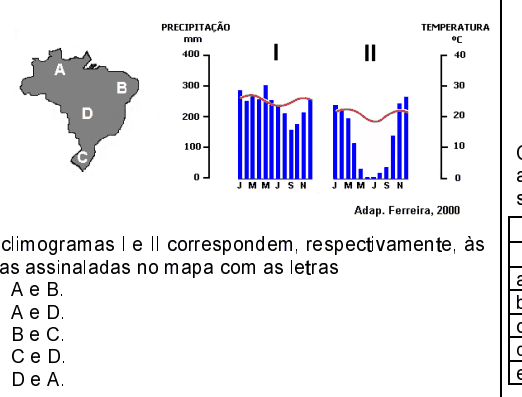 PRECIPITAÇÃO
mm
TEMPERATURA
ºC
I
II
400
300
200
100
0
40
30
20
10
0
J M M J S N
J M M J S N
A
B
D
C
Adap. Ferreira, 2000
climogramas I e II correspondem, respectivamente, às
as assinaladas no mapa com as letras
A e B.
A e D.
B e C.
C e D.
D e A.